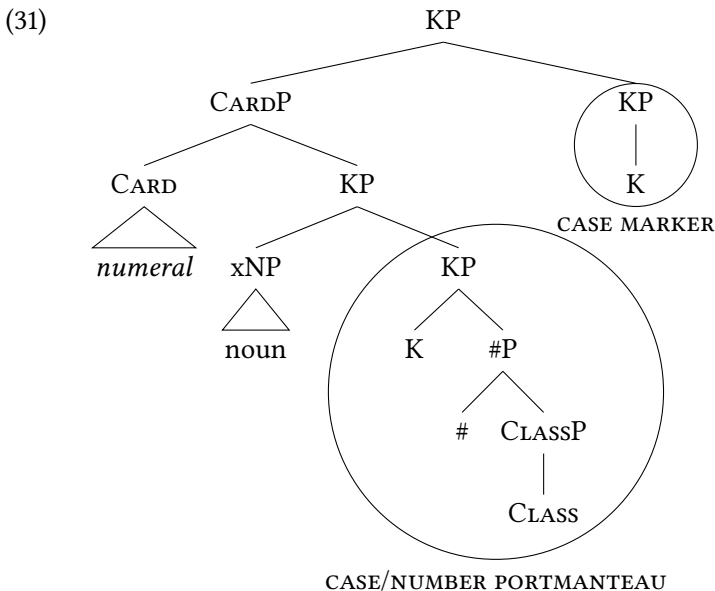 (31)
KP
CARDP
KP
CARD
KP
K
CASE MARKER
numeral
xNP
KP
noun
K
#P
#
CLASSP
CLASS
CASE/NUMBER PORTMANTEAU